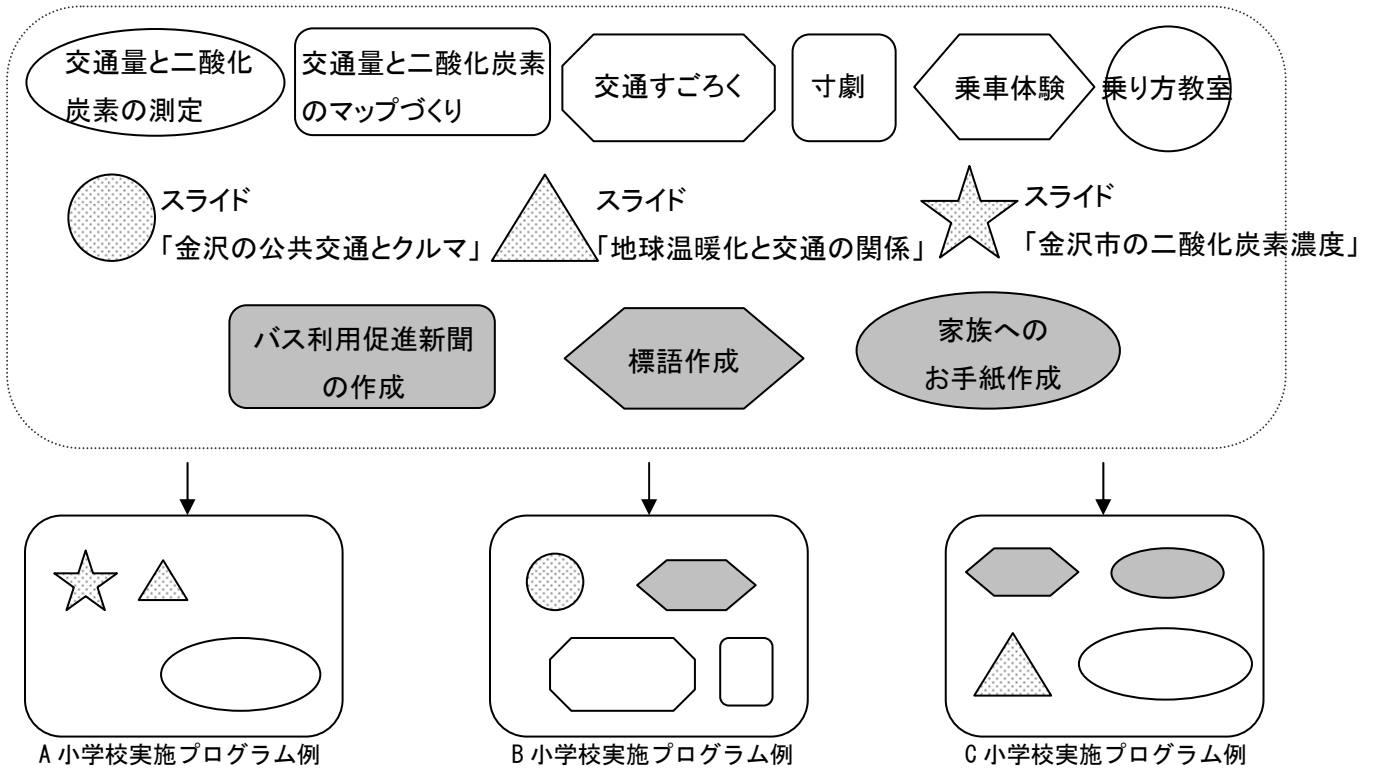 交通量と二酸化
炭素の測定
交通量と二酸化炭素
のマップづくり
交通すごろく
寸劇
乗車体験
乗り方教室
スライド
「金沢の公共交通とクルマ」
スライド
「地球温暖化と交通の関係」
スライド
「金沢市の二酸化炭素濃度」
バス利用促進新聞
の作成
標語作成
家族への
お手紙作成
A 小学校実施プログラム例
B 小学校実施プログラム例
C 小学校実施プログラム例